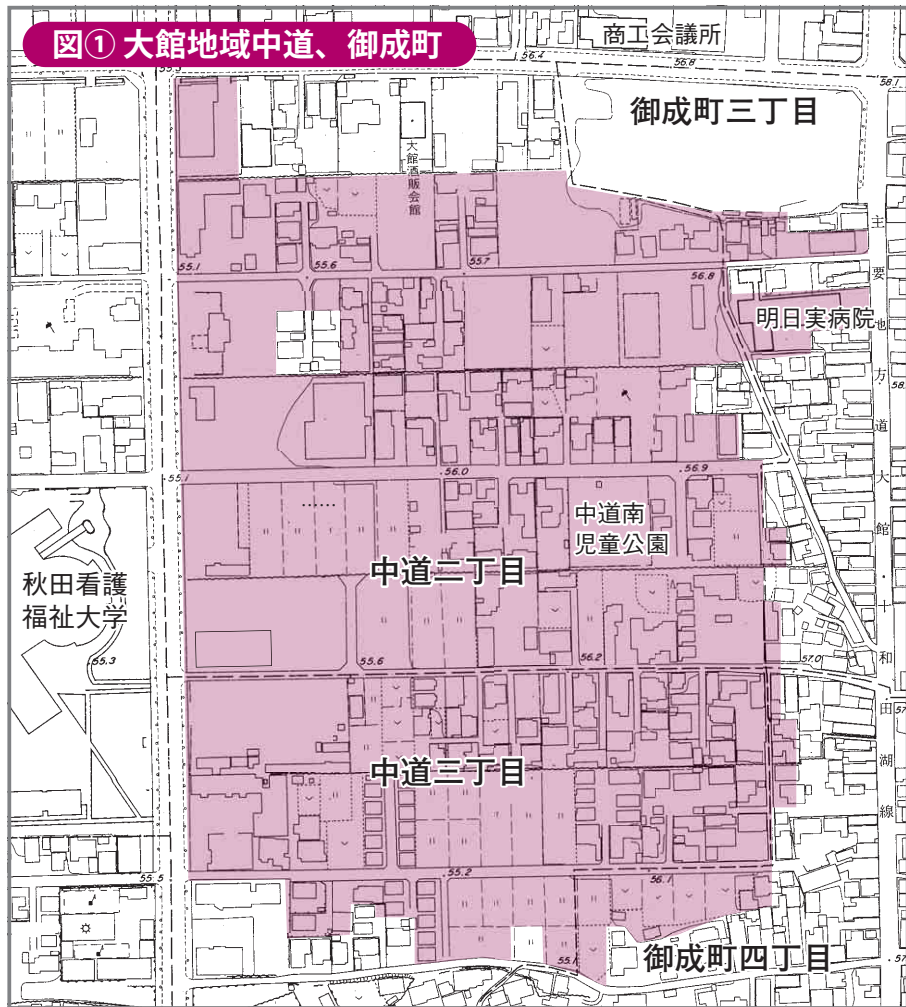 図① 大館地域中道、御成町
商工会議所
56.4
56.8
58.1
御成町三丁目
大館酒販会館
主要地方道大館・十和田湖線
55.1
55.6
55.7
56.8
明日実病院
58.
55.1
56.0
56.9
中道南
児童公園
中道二丁目
秋田看護
福祉大学
55.3
55.6
56.2
57.0
57.
中道三丁目
55.5
55.2
56.1
55.1
御成町四丁目
57.